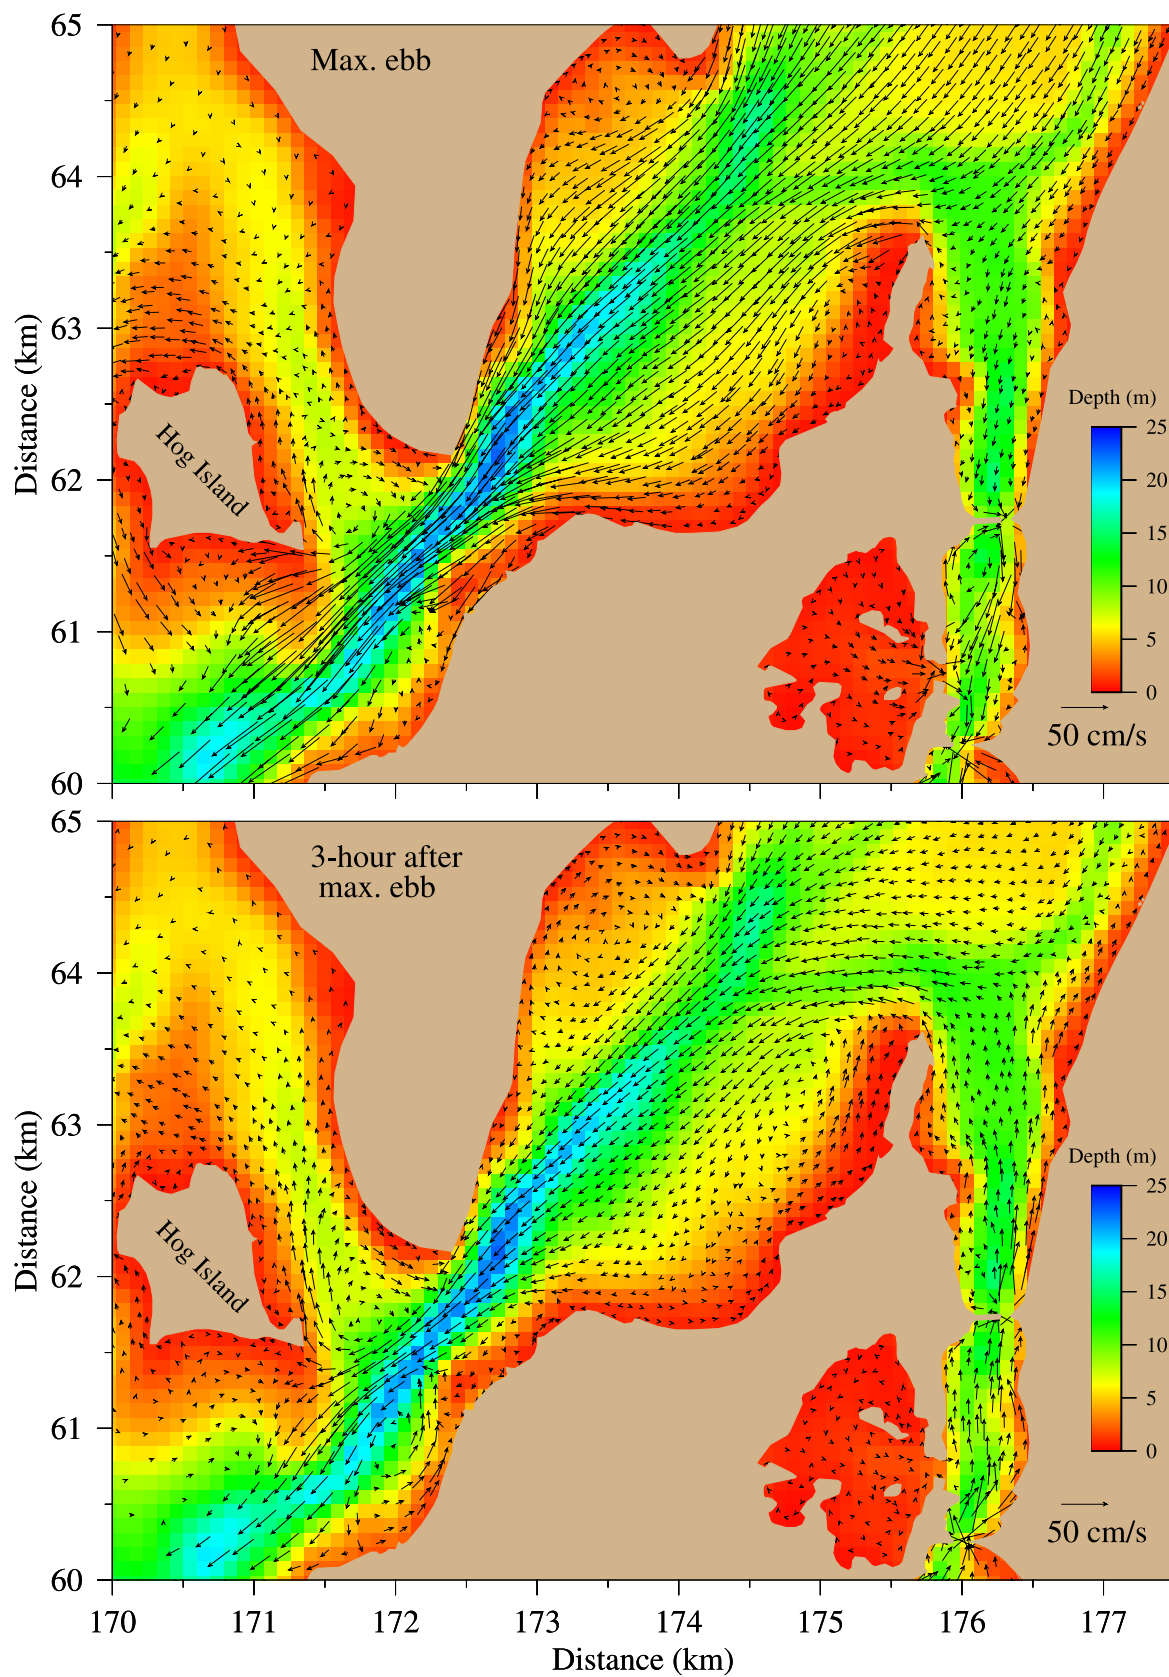 65
Max. ebb
64
63
62
61
60
Distance (km)
Hog Island
Depth (m)
25
20
15
10
5
0
50 cm/s
65
3-hour after
max. ebb
64
63
62
61
60
Distance (km)
Hog Island
Depth (m)
25
20
15
10
5
0
50 cm/s
170 171 172 173 174 175 176 177
Distance (km)